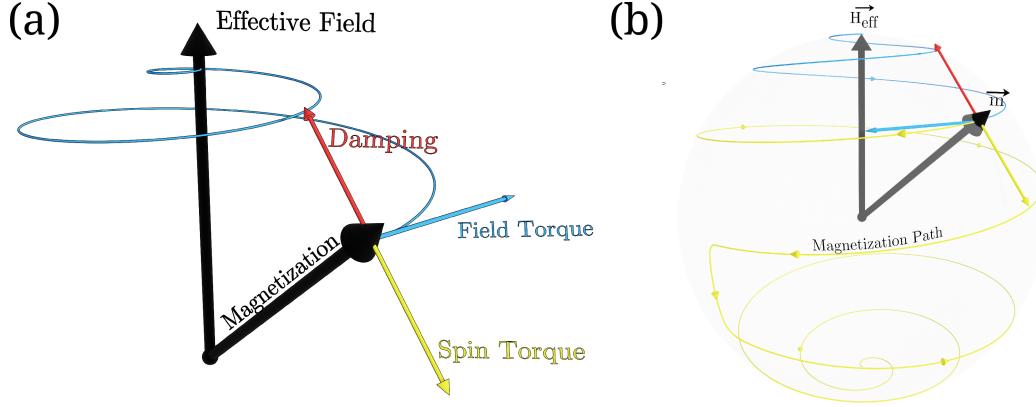 (a)
Effective Field
Damping
Field Torque
Magnetization
Spin Torque
(b)
H_eff
m
Magnetization Path